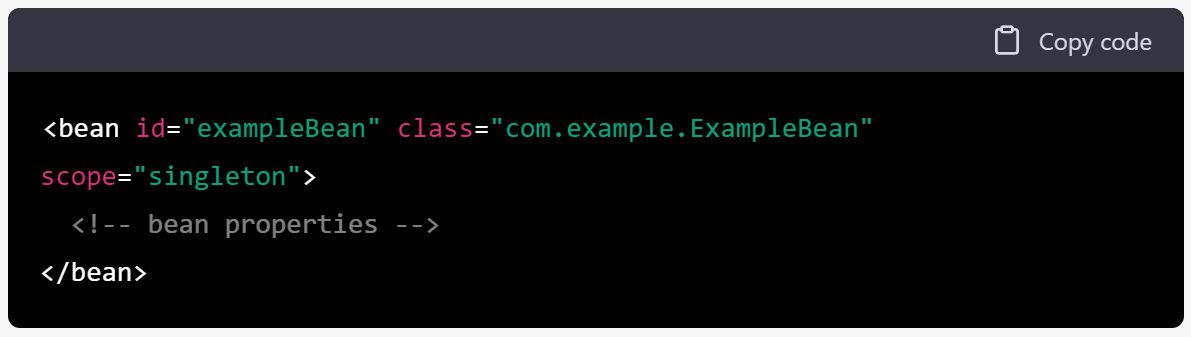 Copy code
<bean id="exampleBean" class="com.example.ExampleBean"
scope="singleton">
<!-- bean properties -->
</bean>